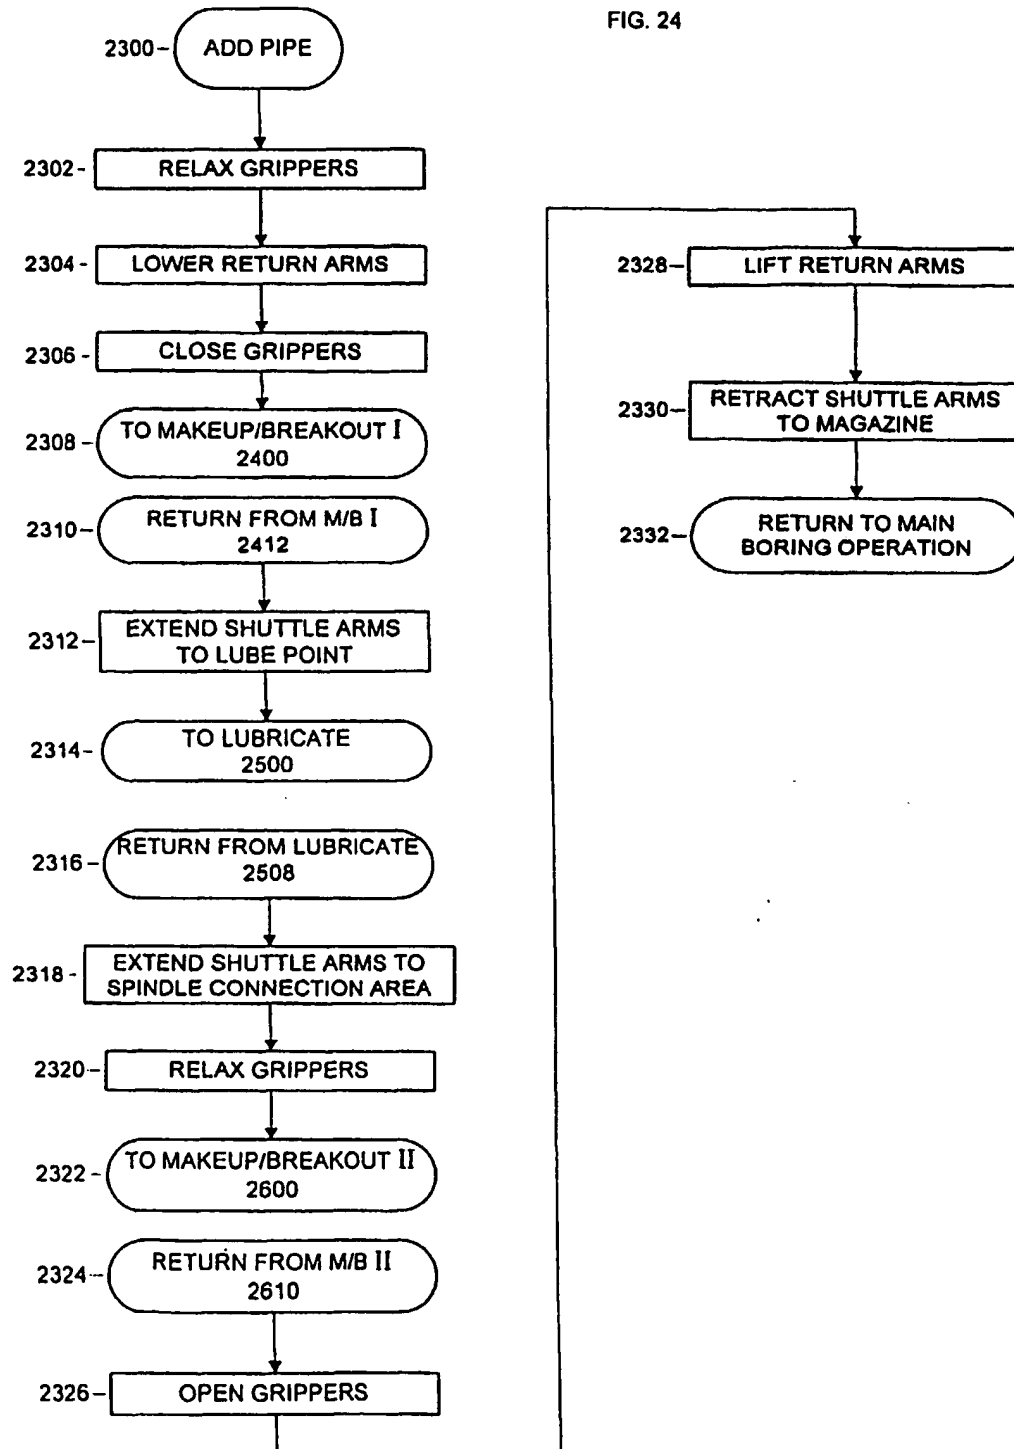 FIG. 24
2300 ADD PIPE
2302 RELAX GRIPPERS
2304 LOWER RETURN ARMS
2306 CLOSE GRIPPERS
2308 TO MAKEUP/BREAKOUT I
2400
2310 RETURN FROM M/B I
2412
2312 EXTEND SHUTTLE ARMS
TO LUBE POINT
2314 TO LUBRICATE
2500
2316 RETURN FROM LUBRICATE
2508
2318 EXTEND SHUTTLE ARMS TO
SPINDLE CONNECTION AREA
2320 RELAX GRIPPERS
2322 TO MAKEUP/BREAKOUT II
2600
2324 RETURN FROM M/B II
2610
2326 OPEN GRIPPERS
2328 LIFT RETURN ARMS
2330 RETRACT SHUTTLE ARMS
TO MAGAZINE
2332 RETURN TO MAIN
BORING OPERATION